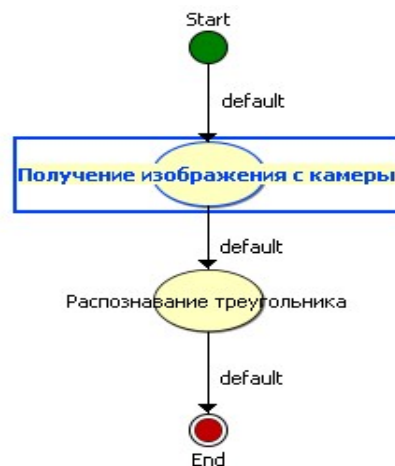 Start
default
Получение изображения с камеры
default
Распознавание треугольника
default
End